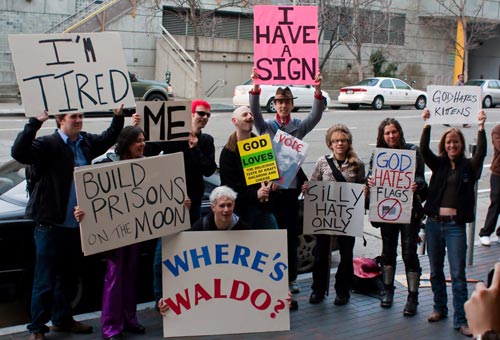 I'M
TIRED
ME
I HAVE
A
SIGN
GOD HATES
KITTENS
GOD
LOVES
VOTE
BUILD
PRISONS
ON THE
MOON
SILLY
HATS
ONLY
GOD
HATES
FLAGS
WHERE'S
WALDO?